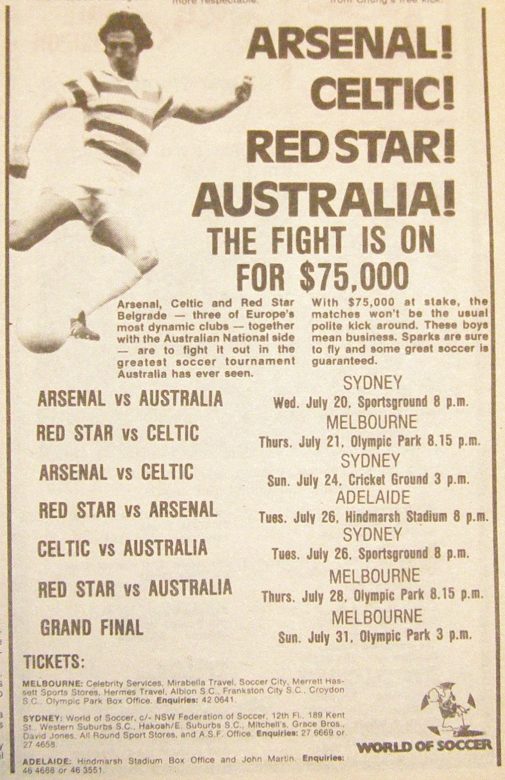 ARSENAL!
CELTIC!
RED STAR!
AUSTRALIA!
THE FIGHT IS ON
FOR $75,000
Arsenal, Celtic and Red Star
Belgrade — three of Europe's
most dynamic clubs — together
with the Australian National side
— are to fight it out in the
greatest soccer tournament
Australia has ever seen.
With $75,000 at stake, the
matches won't be the usual
polite kick around. These boys
mean business. Sparks are sure
to fly and some great soccer is
guaranteed.
SYDNEY
ARSENAL vs AUSTRALIA Wed. July 20, Sportsground 8 p.m.
MELBOURNE
RED STAR vs CELTIC Thurs. July 21, Olympic Park 8.15 p.m.
SYDNEY
ARSENAL vs CELTIC Sun. July 24, Cricket Ground 3 p.m.
ADELAIDE
RED STAR vs ARSENAL Tues. July 26, Hindmarsh Stadium 8 p.m.
SYDNEY
CELTIC vs AUSTRALIA Tues. July 26, Sportsground 8 p.m.
MELBOURNE
RED STAR vs AUSTRALIA Thurs. July 28, Olympic Park 8.15 p.m.
MELBOURNE
GRAND FINAL Sun. July 31, Olympic Park 3 p.m.
TICKETS:
MELBOURNE: Celebrity Services, Mirabella Travel, Soccer City, Merrett Has-
sett Sports Stores, Hermes Travel, Albion S.C., Frankston City S.C., Croydon
S.C., Olympic Park Box Office. Enquiries: 42 0641.
SYDNEY: World of Soccer, c/- NSW Federation of Soccer, 12th Fl., 189 Kent
St., Western Suburbs S.C., Hakoah/E. Suburbs S.C., Mitchell's, Grace Bros.,
David Jones, All Round Sport Stores, and A.S.F. Office. Enquiries: 27 6669 or
27 4658.
ADELAIDE: Hindmarsh Stadium Box Office and John Martin. Enquiries:
46 4688 or 46 3551.
WORLD OF SOCCER